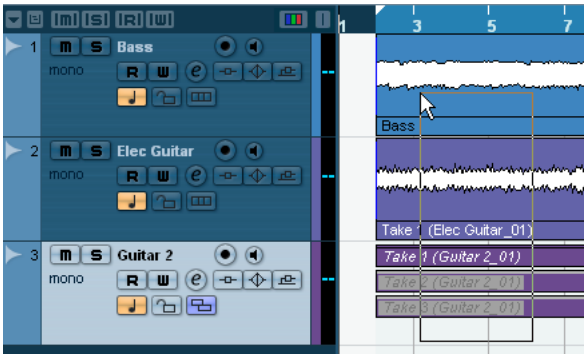 m S R W 1 3 5 7
1 m S Bass
mono R W e
Bass
2 m S Elec Guitar
mono R W e
Take 1 (Elec Guitar_01)
3 m S Guitar 2
mono R W e
Take 1 (Guitar 2_01)
Take 2 (Guitar 2_01)
Take 3 (Guitar 2_01)